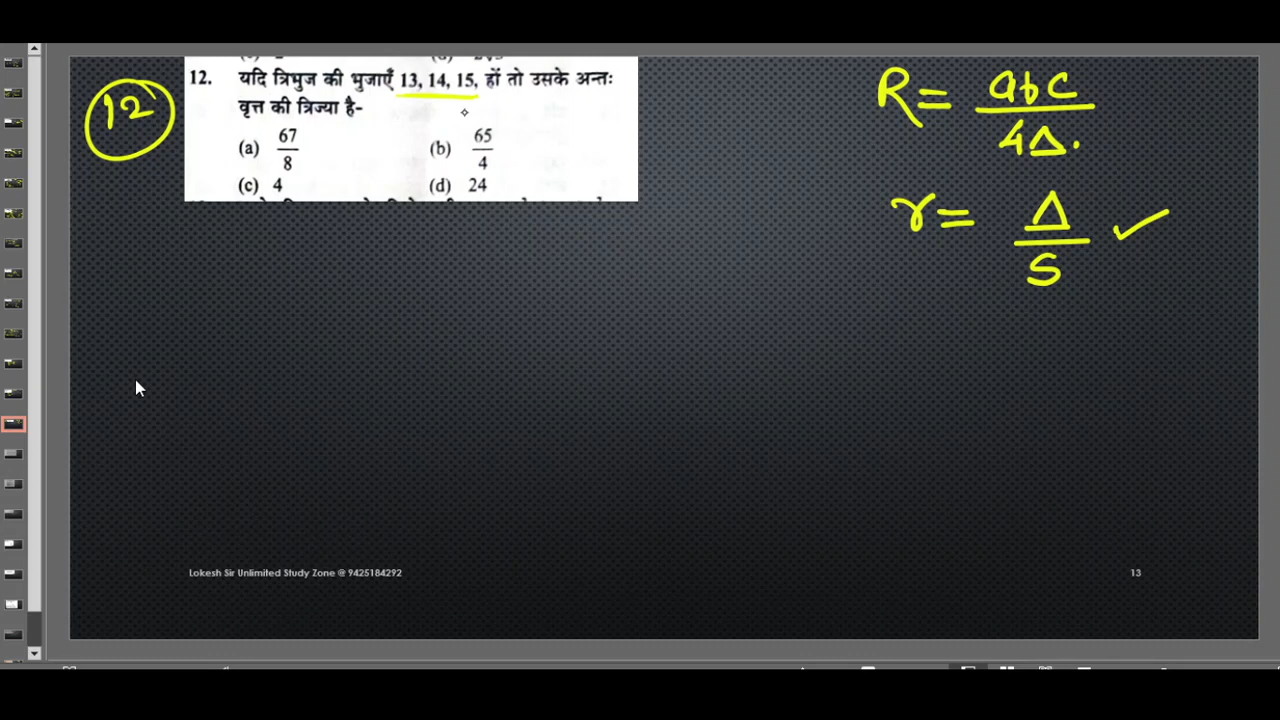 12
12. यदि त्रिभुज की भुजाएँ 13, 14, 15, हों तो उसके अन्तः
वृत्त की त्रिज्या है-
(a) 67/8 (b) 65/4
(c) 4 (d) 24
R = abc/4Δ.
r = Δ/S ✓
Lokesh Sir Unlimited Study Zone @ 9425184292
13